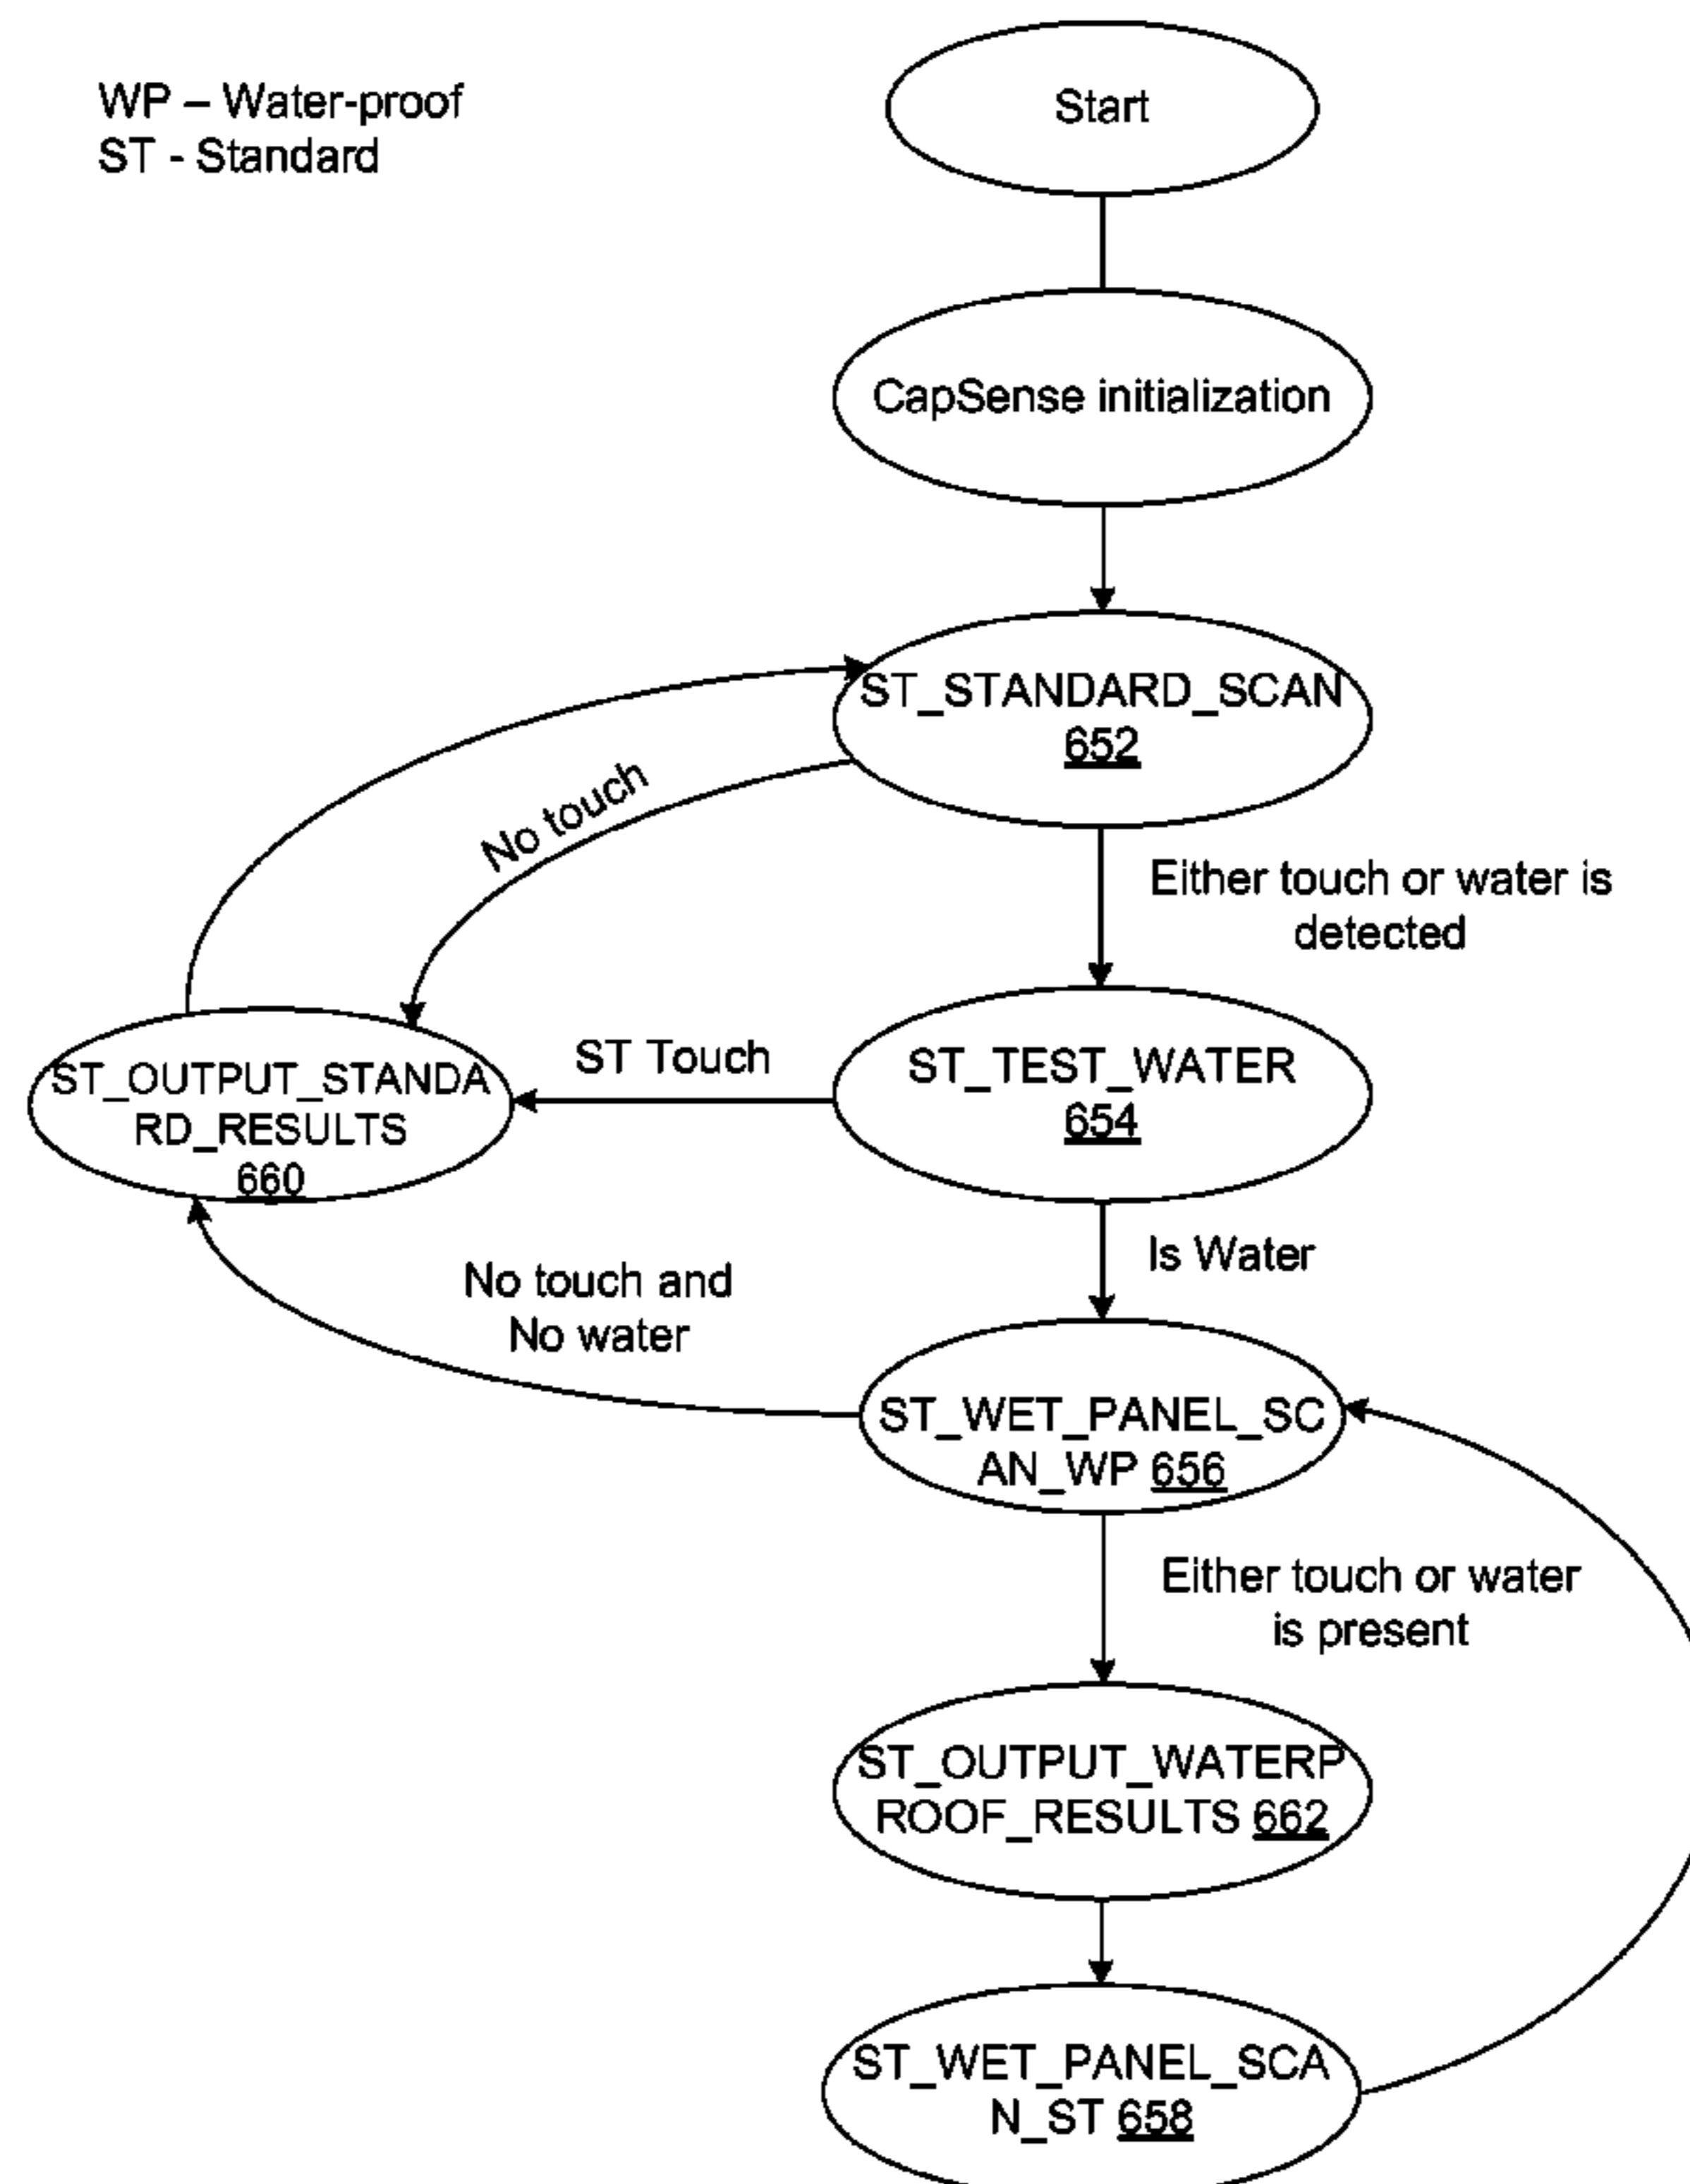 WP – Water-proof
ST - Standard
Start
CapSense initialization
ST_STANDARD_SCAN
652
No touch
Either touch or water is
detected
ST_TEST_WATER
654
ST Touch
ST_OUTPUT_STANDA
RD_RESULTS
660
Is Water
No touch and
No water
ST_WET_PANEL_SC
AN_WP 656
Either touch or water
is present
ST_OUTPUT_WATERP
ROOF_RESULTS 662
ST_WET_PANEL_SCA
N_ST 658